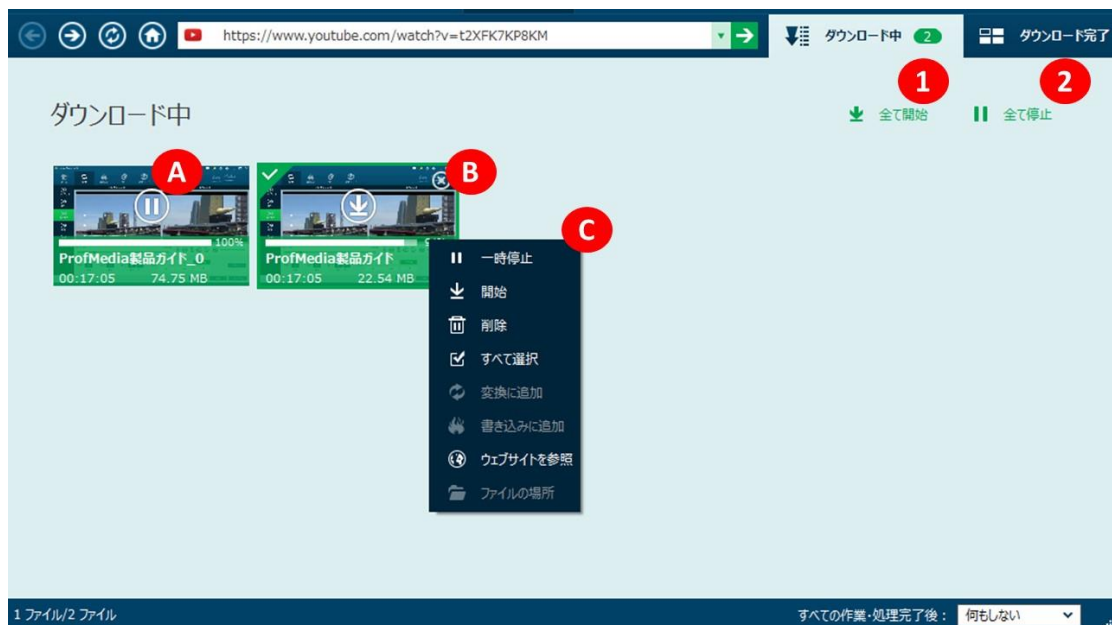 https://www.youtube.com/watch?v=t2XFK7KP8KM
ダウンロード中 2
ダウンロード完了
1
2
ダウンロード中
全て開始
全て停止
A
B
100%
ProfMedia製品ガイド_0
00:17:05 74.75 MB
ProfMedia製品ガイド
00:17:05 22.54 MB
C
一時停止
開始
削除
すべて選択
変換に追加
書き込みに追加
ウェブサイトを参照
ファイルの場所
1 ファイル/2 ファイル
すべての作業・処理完了後: 何もしない